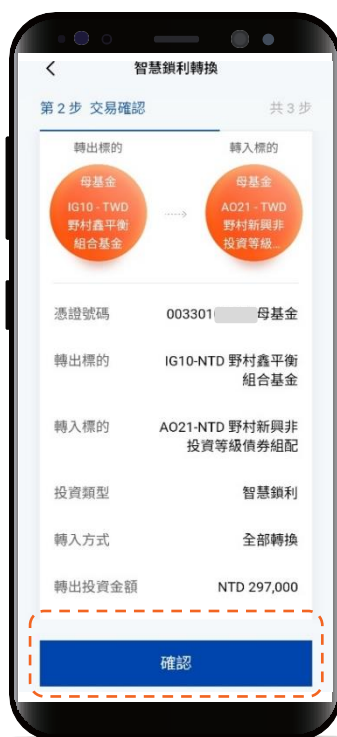 智慧鎖利轉換
第2步 交易確認 共3步
轉出標的 轉入標的
母基金
IG10 - TWD
野村鑫平衡
組合基金
母基金
AO21 - TWD
野村新興非
投資等級...
憑證號碼 003301 母基金
轉出標的 IG10-NTD 野村鑫平衡
組合基金
轉入標的 AO21-NTD 野村新興非
投資等級債券組配
投資類型 智慧鎖利
轉入方式 全部轉換
轉出投資金額 NTD 297,000
確認